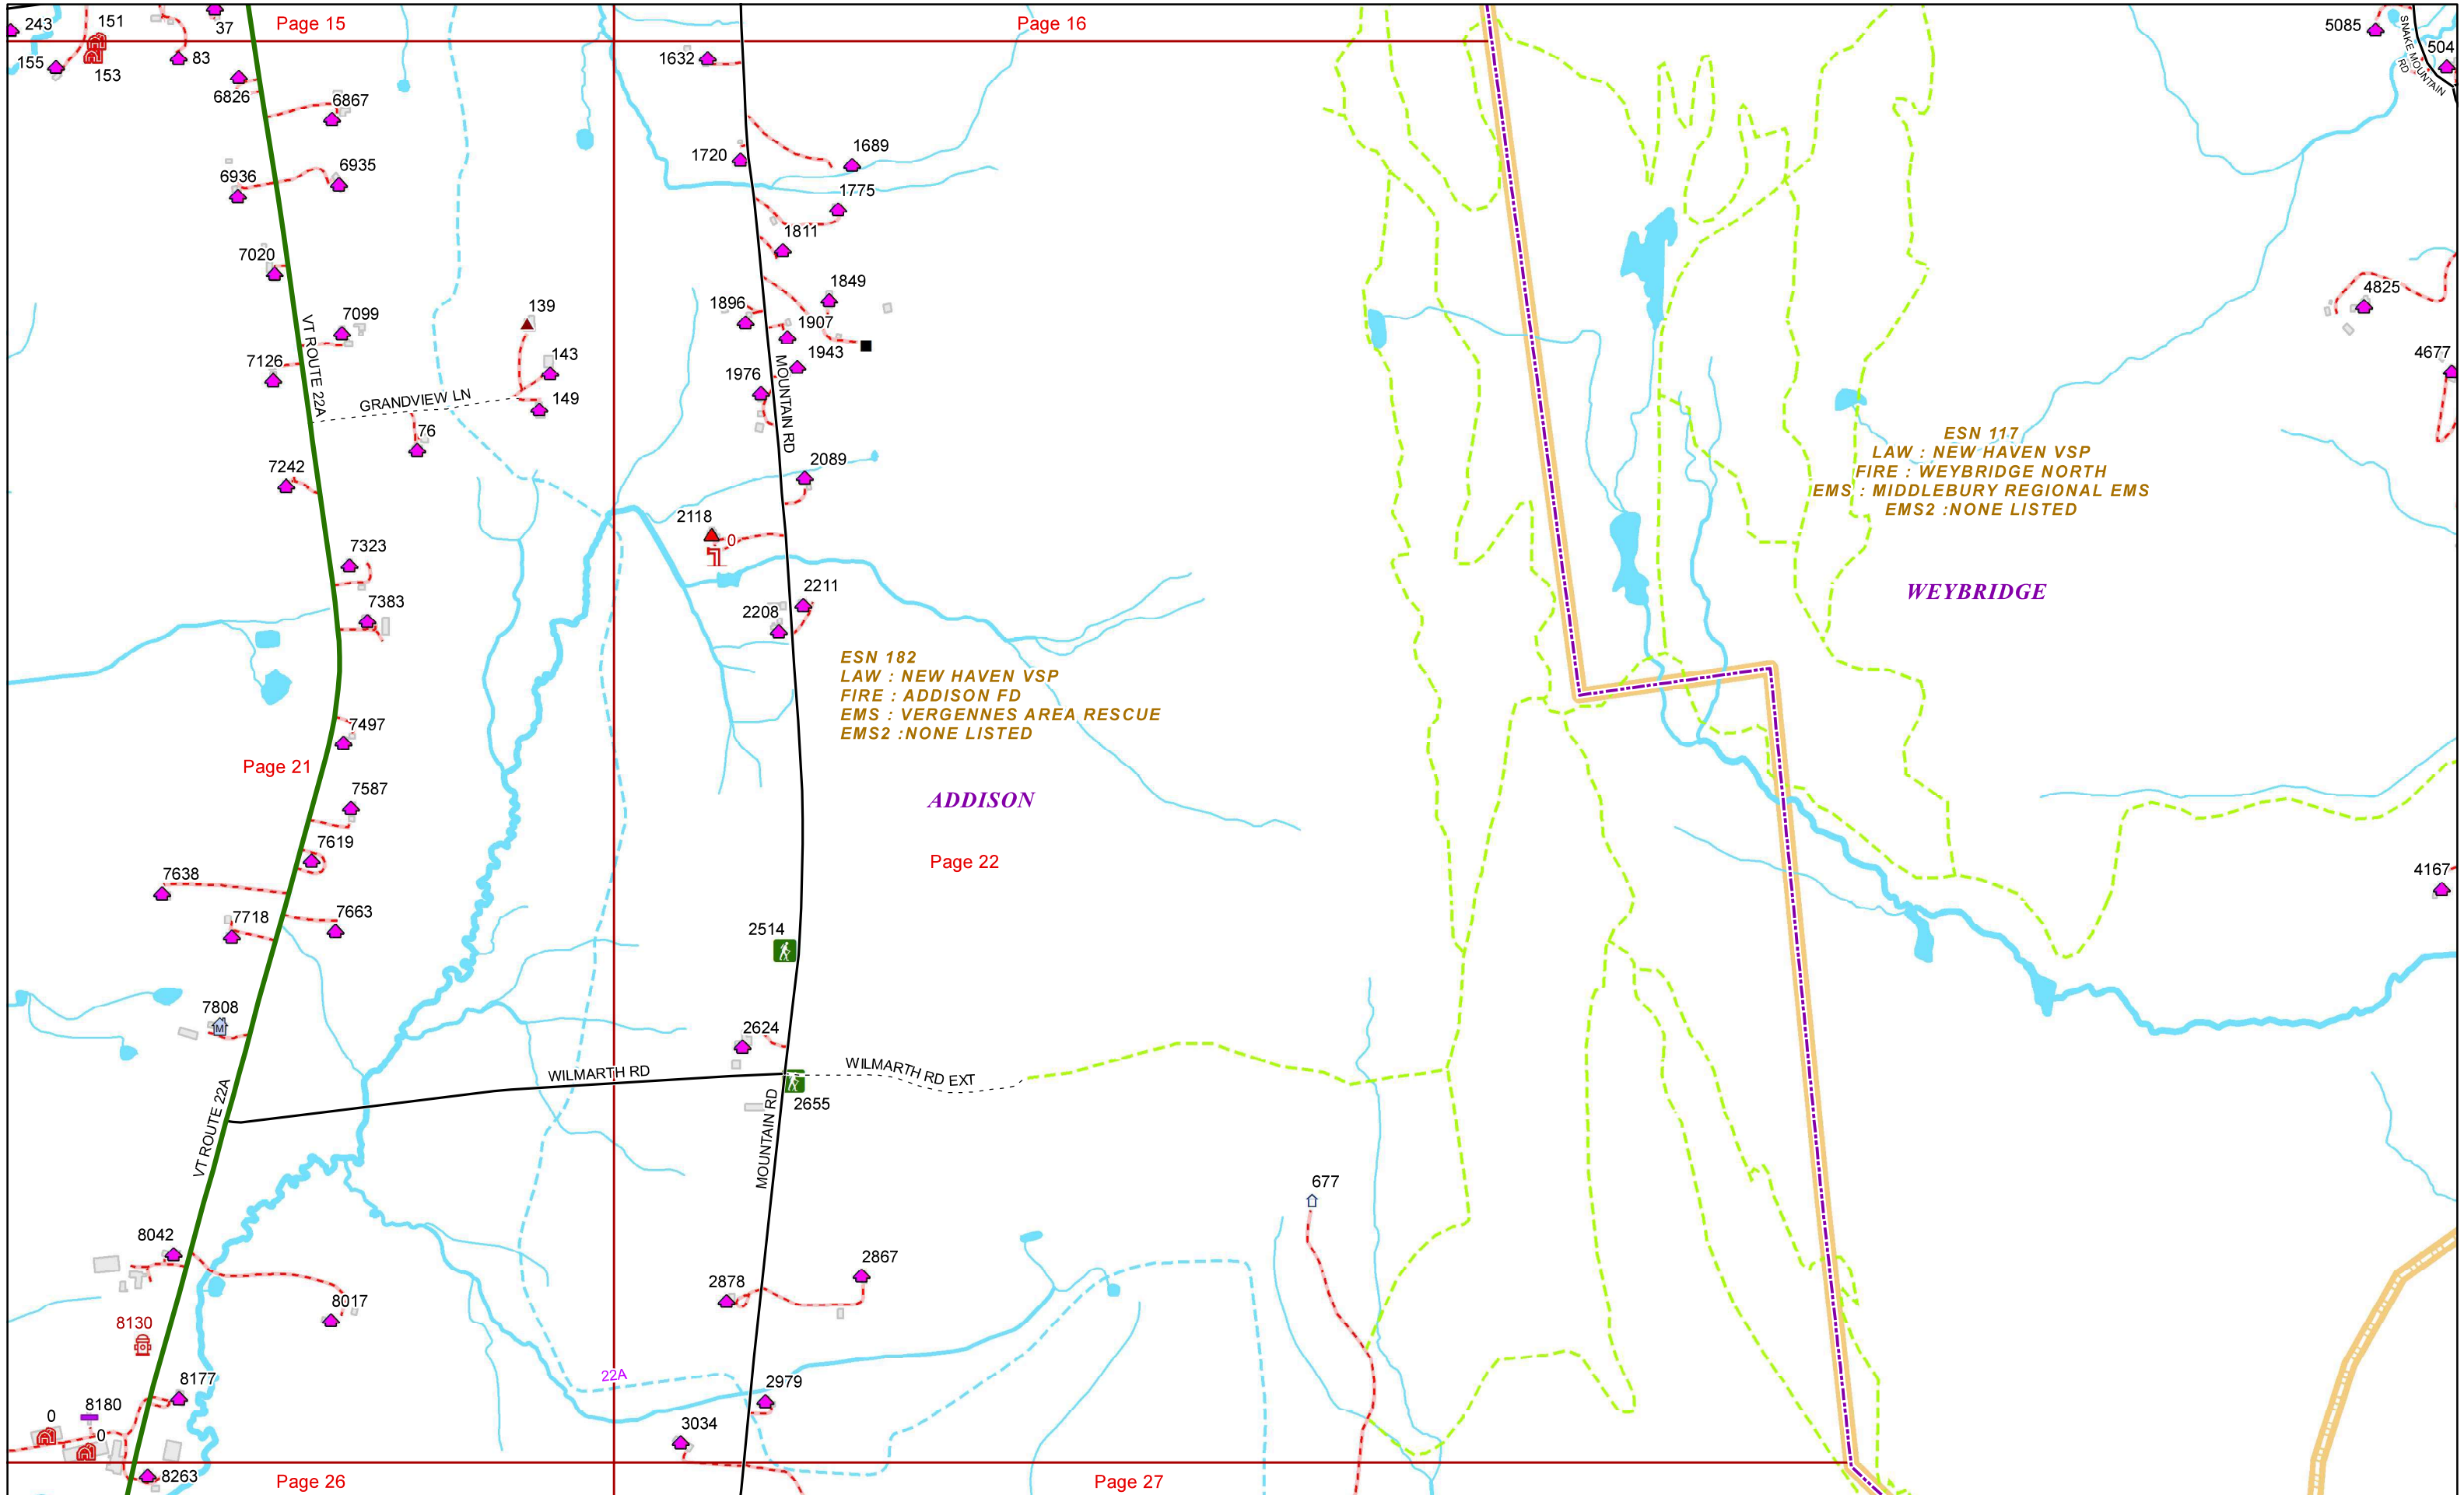 243
151
37
Page 15
Page 16
5085
504
SNAKE MOUNTAIN
RD
155
153
83
1632
6826
6867
1720
1689
6936
6935
1775
7020
1811
1896
1849
4825
VT ROUTE 22A
7099
139
1907
7126
143
1976
1943
MOUNTAIN RD
4677
GRANDVIEW LN
149
76
7242
2089
ESN 117
LAW : NEW HAVEN VSP
FIRE : WEYBRIDGE NORTH
EMS : MIDDLEBURY REGIONAL EMS
EMS2 :NONE LISTED
2118
0
7323
WEYBRIDGE
7383
2211
2208
ESN 182
LAW : NEW HAVEN VSP
FIRE : ADDISON FD
EMS : VERGENNES AREA RESCUE
EMS2 :NONE LISTED
7497
Page 21
7587
ADDISON
7619
Page 22
7638
4167
7718
7663
2514
7808
M
2624
WILMARTH RD
WILMARTH RD EXT
2655
VT ROUTE 22A
MOUNTAIN RD
677
8042
2878
2867
8017
8130
22A
8177
2979
8180
0
0
3034
8263
Page 26
Page 27